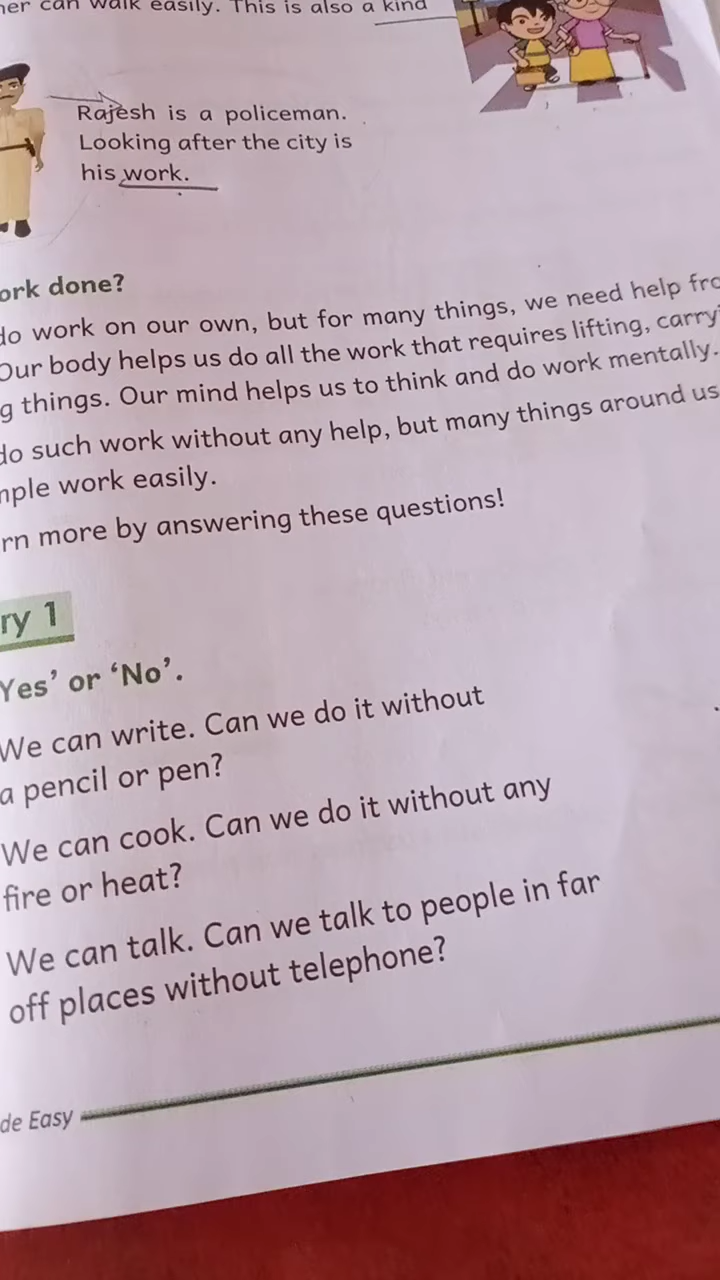 her can walk easily. This is also a kind
Rajesh is a policeman.
Looking after the city is
his work.
ork done?
do work on our own, but for many things, we need help fro
Our body helps us do all the work that requires lifting, carry
g things. Our mind helps us to think and do work mentally.
do such work without any help, but many things around us
mple work easily.
rn more by answering these questions!
ry 1
Yes' or 'No'.
We can write. Can we do it without
a pencil or pen?
We can cook. Can we do it without any
fire or heat?
We can talk. Can we talk to people in far
off places without telephone?
de Easy